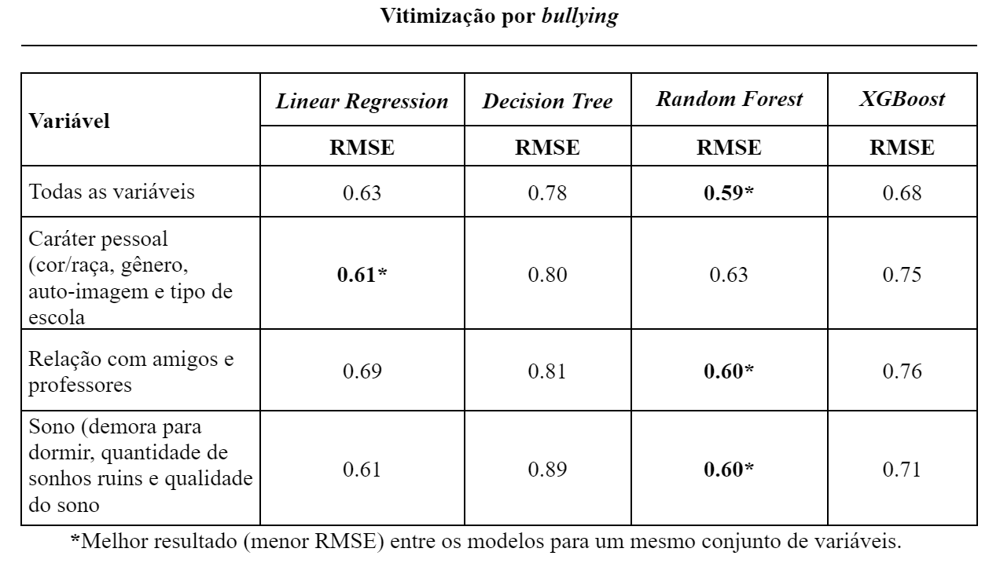 Vitimização por bullying
Variável
Linear Regression
Decision Tree
Random Forest
XGBoost
RMSE
RMSE
RMSE
RMSE
Todas as variáveis
0.63
0.78
0.59*
0.68
Caráter pessoal
(cor/raça, gênero,
auto-imagem e tipo de
escola
0.61*
0.80
0.63
0.75
Relação com amigos e
professores
0.69
0.81
0.60*
0.76
Sono (demora para
dormir, quantidade de
sonhos ruins e qualidade
do sono
0.61
0.89
0.60*
0.71
*Melhor resultado (menor RMSE) entre os modelos para um mesmo conjunto de variáveis.